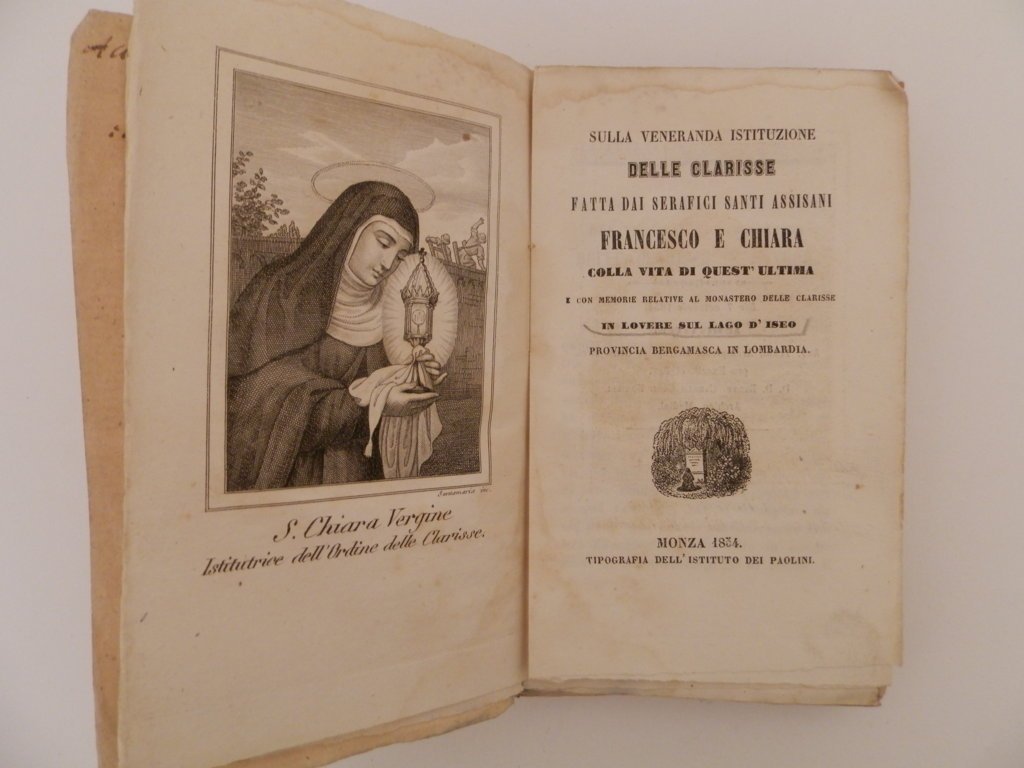 Bonamaria inc.
S. Chiara Vergine
Istitutrice dell'Ordine delle Clarisse.
SULLA VENERANDA ISTITUZIONE
DELLE CLARISSE
FATTA DAI SERAFICI SANTI ASSISANI
FRANCESCO E CHIARA
COLLA VITA DI QUEST' ULTIMA
E CON MEMORIE RELATIVE AL MONASTERO DELLE CLARISSE
IN LOVERE SUL LAGO D' ISEO
PROVINCIA BERGAMASCA IN LOMBARDIA.
MONZA 1854.
TIPOGRAFIA DELL' ISTITUTO DEI PAOLINI.